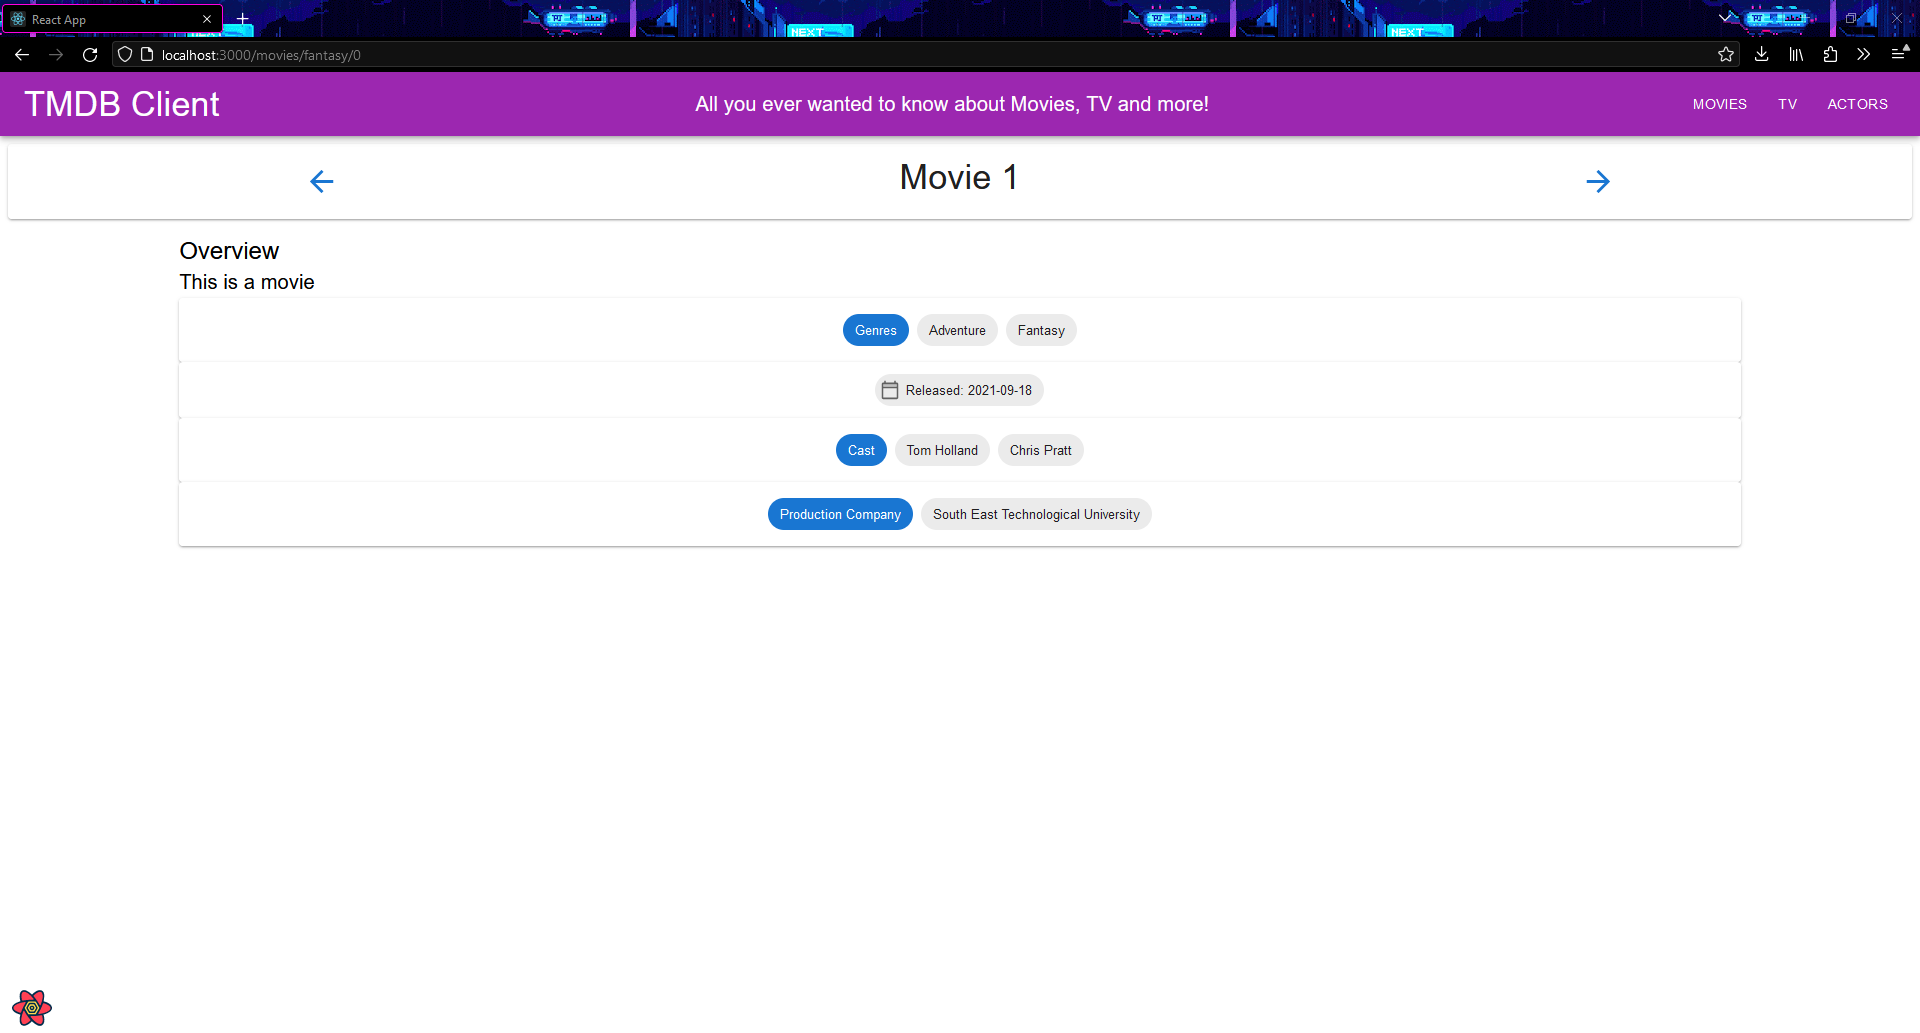 React App
NEXT
NEXT
localhost:3000/movies/fantasy/0
TMDB Client
All you ever wanted to know about Movies, TV and more!
MOVIES
TV
ACTORS
Movie 1
Overview
This is a movie
Genres
Adventure
Fantasy
Released: 2021-09-18
Cast
Tom Holland
Chris Pratt
Production Company
South East Technological University